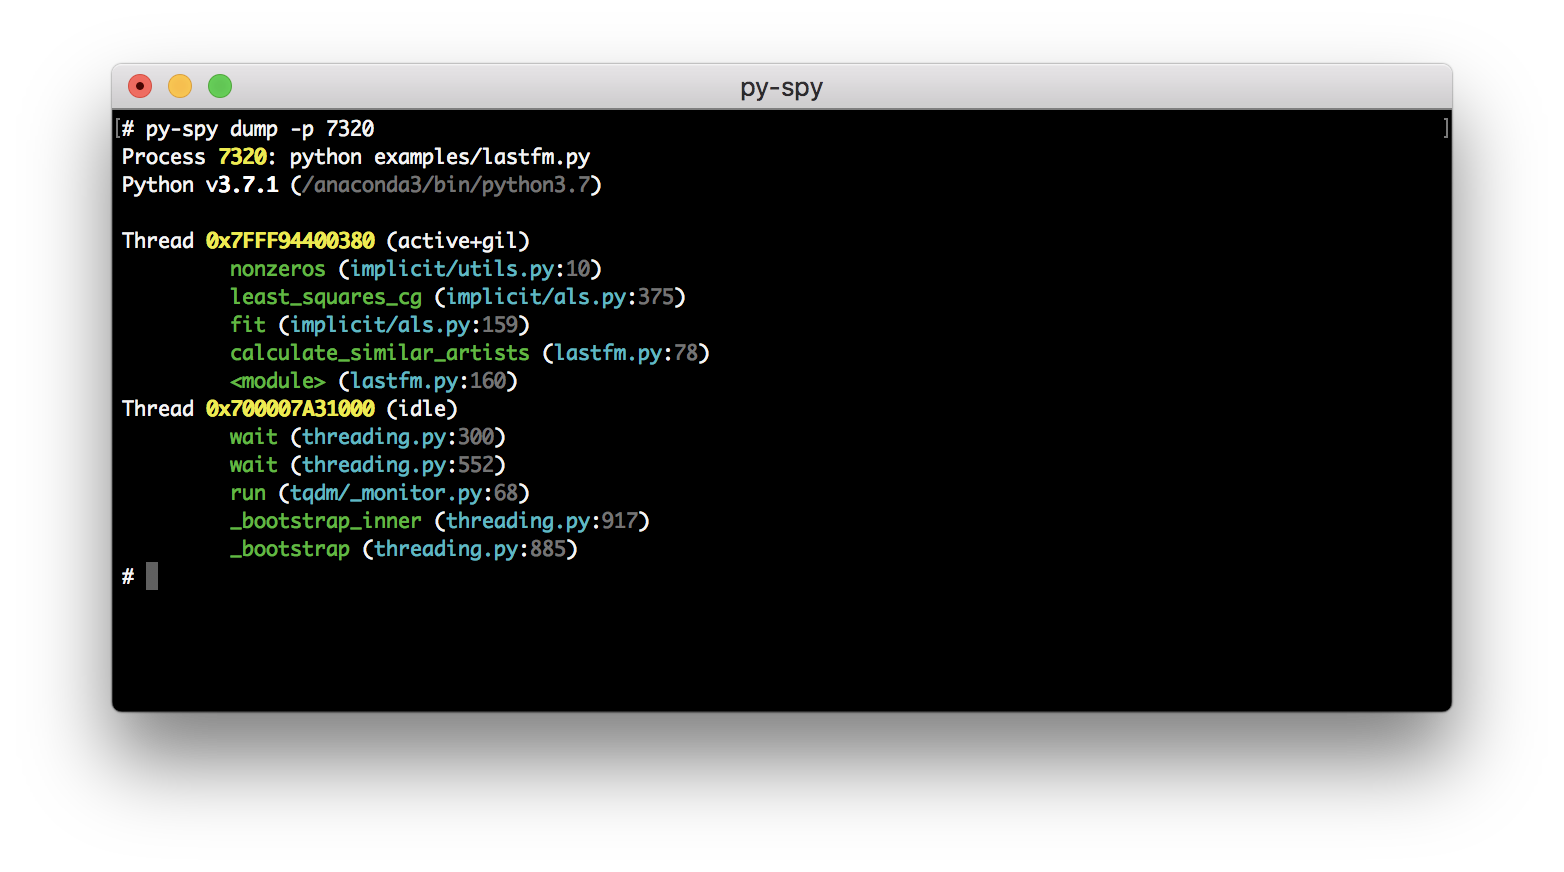 py-spy
[# py-spy dump -p 7320 ]
Process 7320: python examples/lastfm.py
Python v3.7.1 (/anaconda3/bin/python3.7)
Thread 0x7FFF94400380 (active+gil)
nonzeros (implicit/utils.py:10)
least_squares_cg (implicit/als.py:375)
fit (implicit/als.py:159)
calculate_similar_artists (lastfm.py:78)
<module> (lastfm.py:160)
Thread 0x700007A31000 (idle)
wait (threading.py:300)
wait (threading.py:552)
run (tqdm/_monitor.py:68)
_bootstrap_inner (threading.py:917)
_bootstrap (threading.py:885)
#